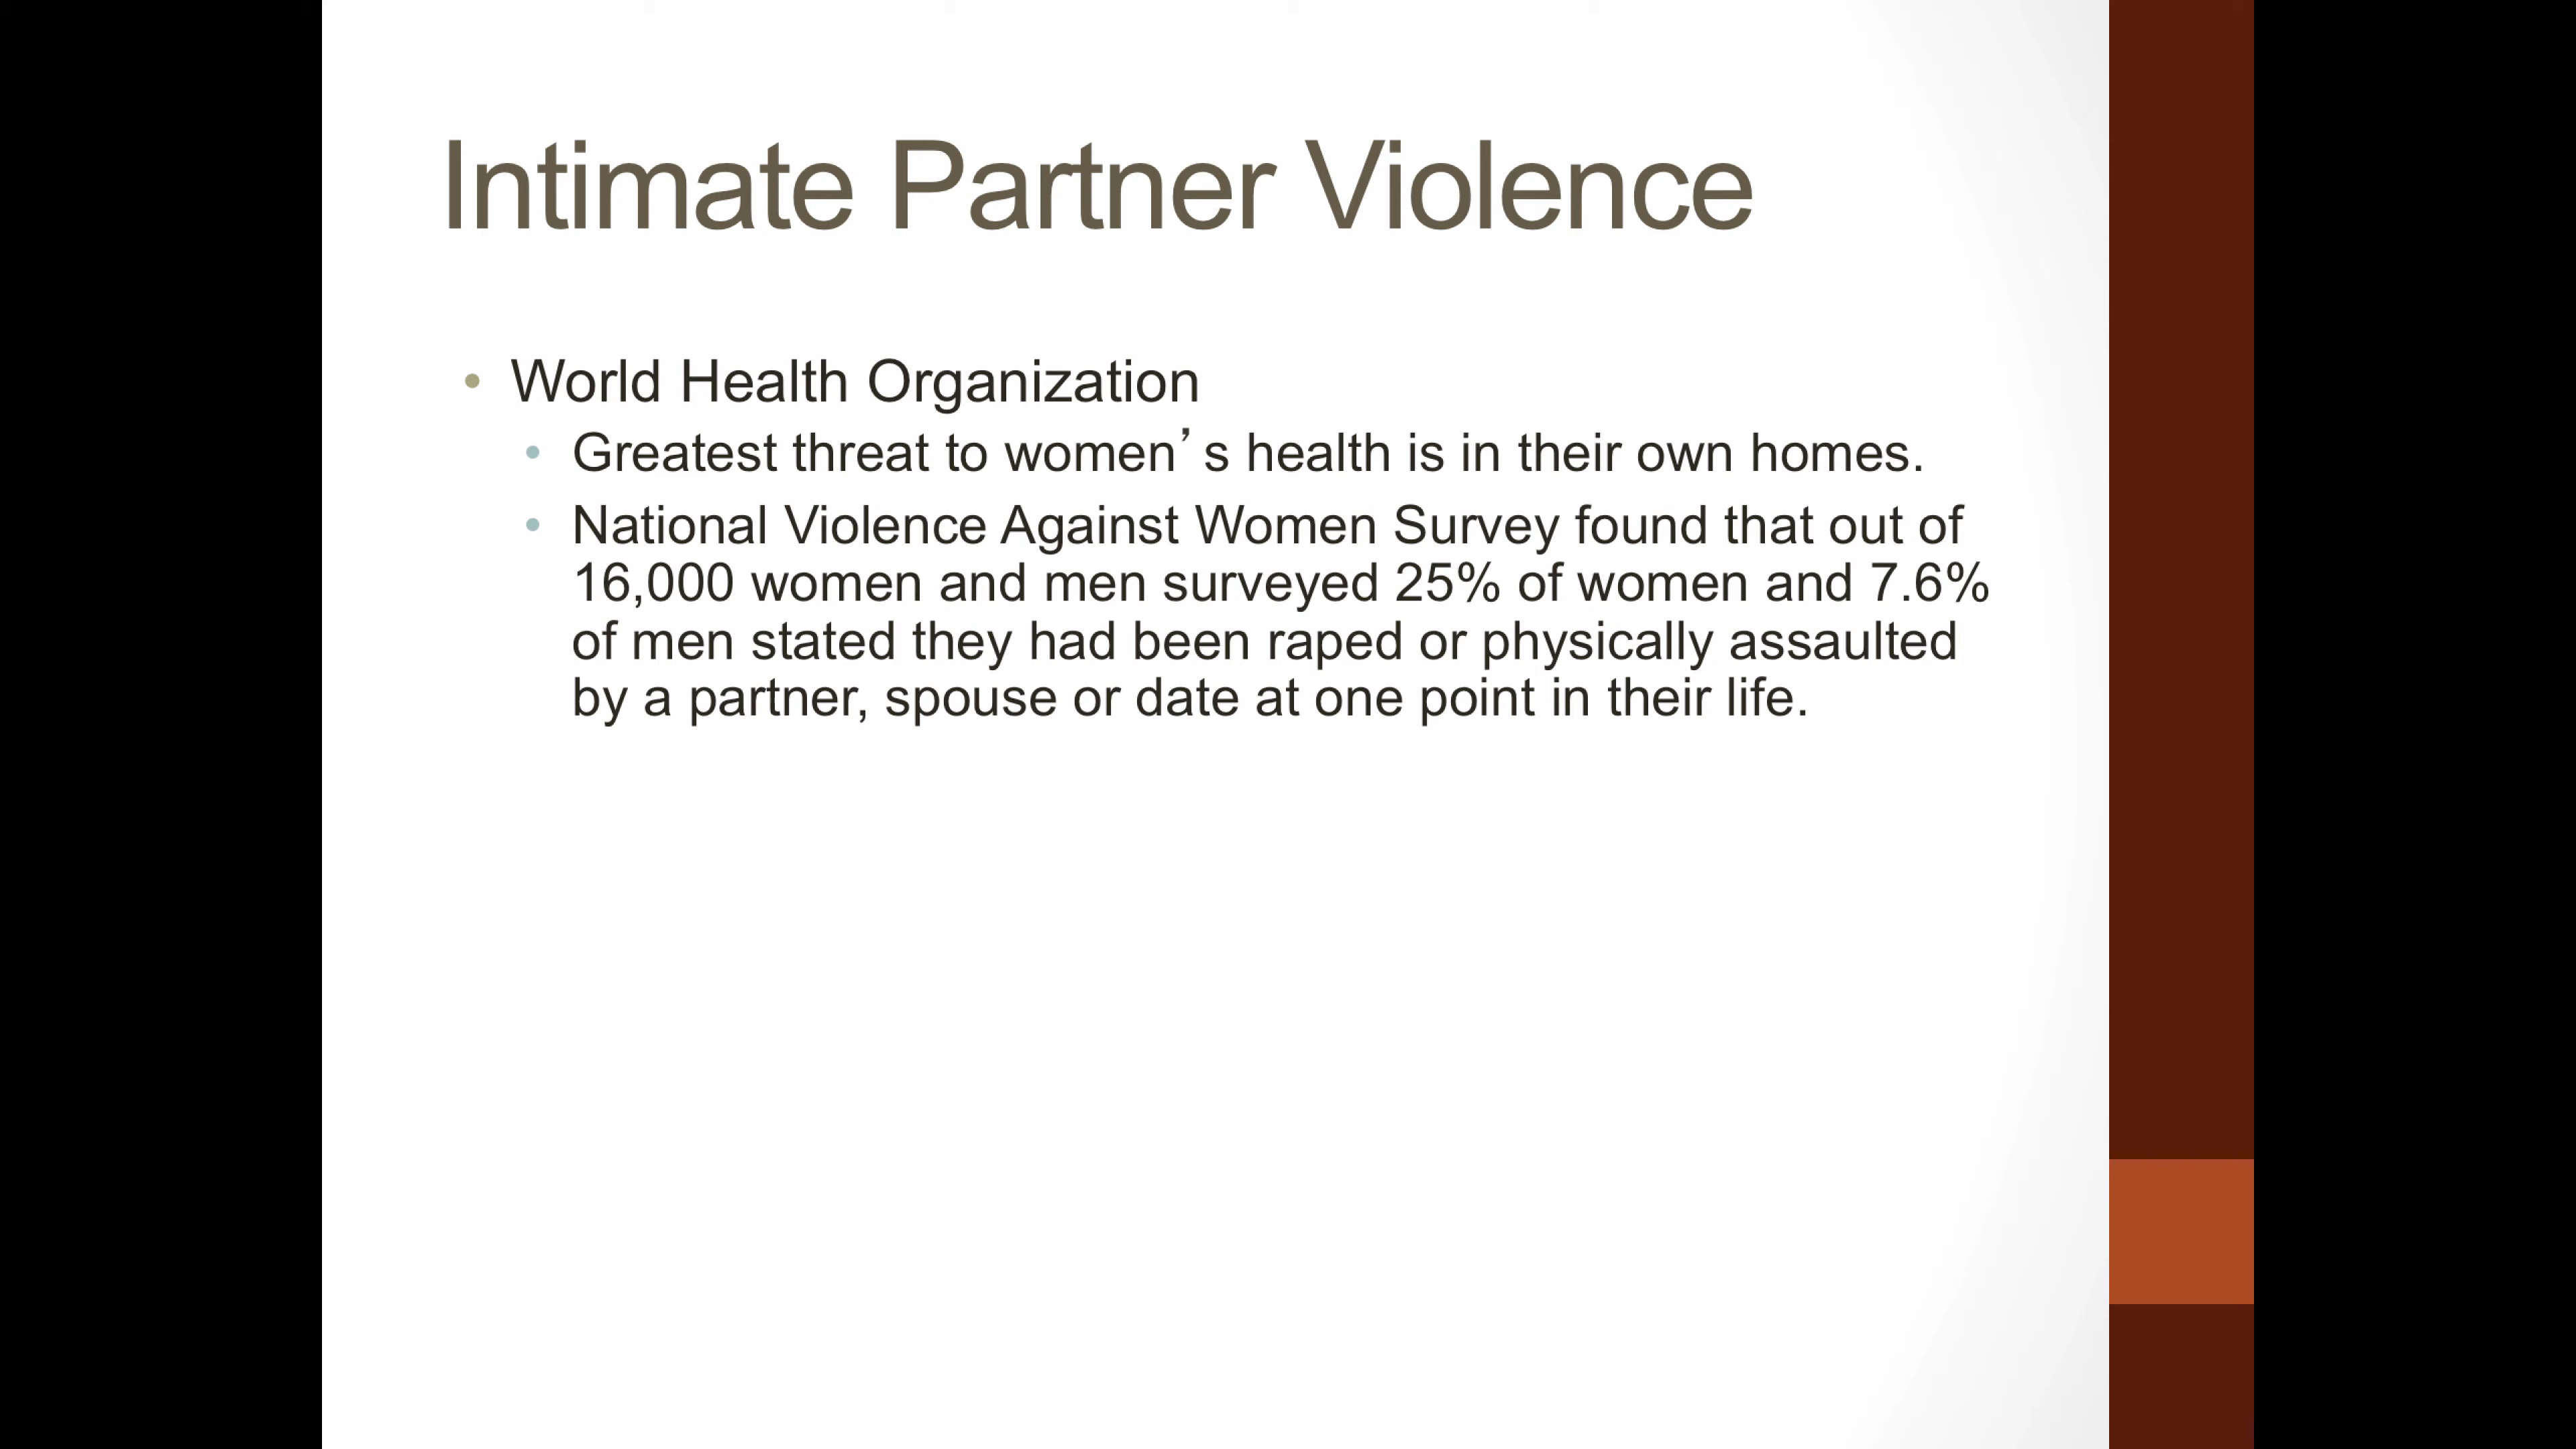 Intimate Partner Violence
• World Health Organization
• Greatest threat to women’s health is in their own homes.
• National Violence Against Women Survey found that out of
16,000 women and men surveyed 25% of women and 7.6%
of men stated they had been raped or physically assaulted
by a partner, spouse or date at one point in their life.